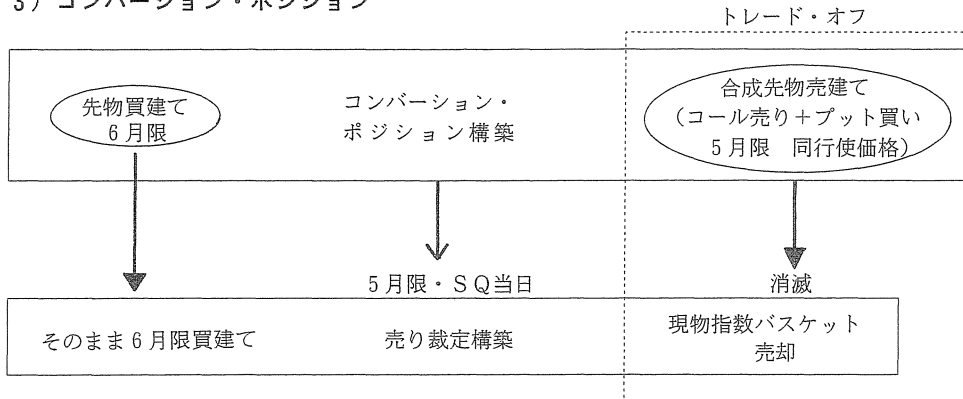 3）コンバージョン・ポジション
トレード・オフ
先物買建て
6月限
コンバーション・
ポジション構築
合成先物売建て
（コール売り＋プット買い
5月限　同行使価格）
5月限・ＳＱ当日
消滅
そのまま6月限買建て
売り裁定構築
現物指数バスケット
売却